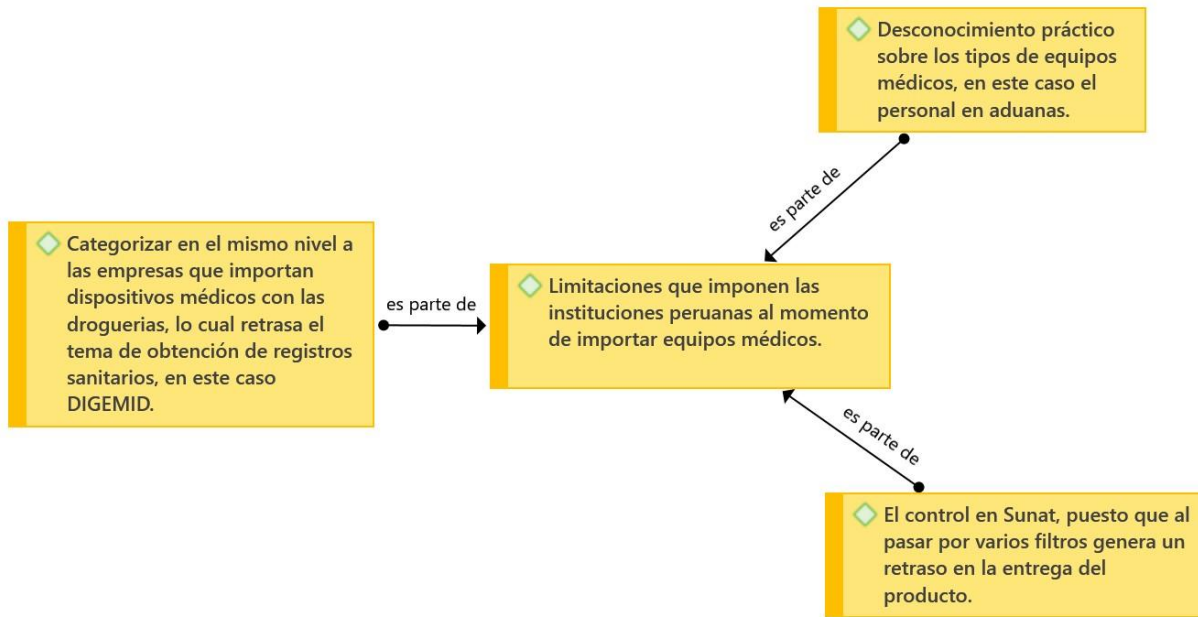 Desconocimiento práctico
sobre los tipos de equipos
médicos, en este caso el
personal en aduanas.
es parte de
Categorizar en el mismo nivel a
las empresas que importan
dispositivos médicos con las
droguerias, lo cual retrasa el
tema de obtención de registros
sanitarios, en este caso
DIGEMID.
es parte de
Limitaciones que imponen las
instituciones peruanas al momento
de importar equipos médicos.
es parte de
El control en Sunat, puesto que al
pasar por varios filtros genera un
retraso en la entrega del
producto.